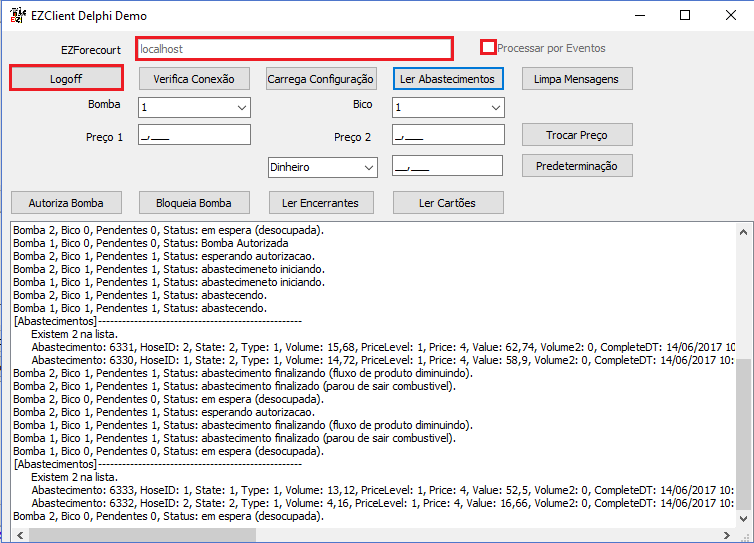 EZClient Delphi Demo
EZForecourt localhost Processar por Eventos
Logoff Verifica Conexão Carrega Configuração Ler Abastecimentos Limpa Mensagens
Bomba 1 Bico 1
Preço 1 _,___ Preço 2 _,___ Trocar Preço
Dinheiro __,___ Predeterminação
Autoriza Bomba Bloqueia Bomba Ler Encerrantes Ler Cartões
Bomba 2, Bico 0, Pendentes 0, Status: em espera (desocupada).
Bomba 1, Bico 0, Pendentes 0, Status: Bomba Autorizada
Bomba 2, Bico 1, Pendentes 1, Status: esperando autorizacao.
Bomba 2, Bico 1, Pendentes 1, Status: abastecimeneto iniciando.
Bomba 1, Bico 1, Pendentes 1, Status: abastecimeneto iniciando.
Bomba 2, Bico 1, Pendentes 1, Status: abastecendo.
Bomba 1, Bico 1, Pendentes 1, Status: abastecendo.
[Abastecimentos]---------------------------------------------------
Existem 2 na lista.
Abastecimento: 6331, HoseID: 2, State: 2, Type: 1, Volume: 15,68, PriceLevel: 1, Price: 4, Value: 62,74, Volume2: 0, CompleteDT: 14/06/2017 10:
Abastecimento: 6330, HoseID: 1, State: 2, Type: 1, Volume: 14,72, PriceLevel: 1, Price: 4, Value: 58,9, Volume2: 0, CompleteDT: 14/06/2017 10:
Bomba 2, Bico 1, Pendentes 1, Status: abastecimento finalizando (fluxo de produto diminuindo).
Bomba 2, Bico 1, Pendentes 1, Status: abastecimento finalizado (parou de sair combustivel).
Bomba 2, Bico 0, Pendentes 0, Status: em espera (desocupada).
Bomba 2, Bico 1, Pendentes 1, Status: esperando autorizacao.
Bomba 1, Bico 1, Pendentes 1, Status: abastecimento finalizando (fluxo de produto diminuindo).
Bomba 1, Bico 1, Pendentes 1, Status: abastecimento finalizado (parou de sair combustivel).
Bomba 1, Bico 0, Pendentes 0, Status: em espera (desocupada).
[Abastecimentos]---------------------------------------------------
Existem 2 na lista.
Abastecimento: 6333, HoseID: 1, State: 1, Type: 1, Volume: 13,12, PriceLevel: 1, Price: 4, Value: 52,5, Volume2: 0, CompleteDT: 14/06/2017 10:
Abastecimento: 6332, HoseID: 2, State: 2, Type: 1, Volume: 4,16, PriceLevel: 1, Price: 4, Value: 16,66, Volume2: 0, CompleteDT: 14/06/2017 10:
Bomba 2, Bico 0, Pendentes 0, Status: em espera (desocupada).